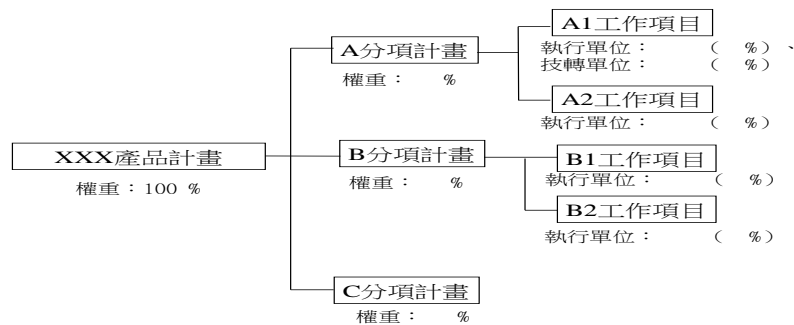 A1工作項目
A分項計畫
執行單位：　　　（　%）、
技轉單位：　　　（　%）
權重：　%
A2工作項目
執行單位：　　　（　%）
XXX產品計畫
B分項計畫
B1工作項目
權重：100 %
權重：　%
執行單位：　　　（　%）
B2工作項目
執行單位：　　　（　%）
C分項計畫
權重：　%